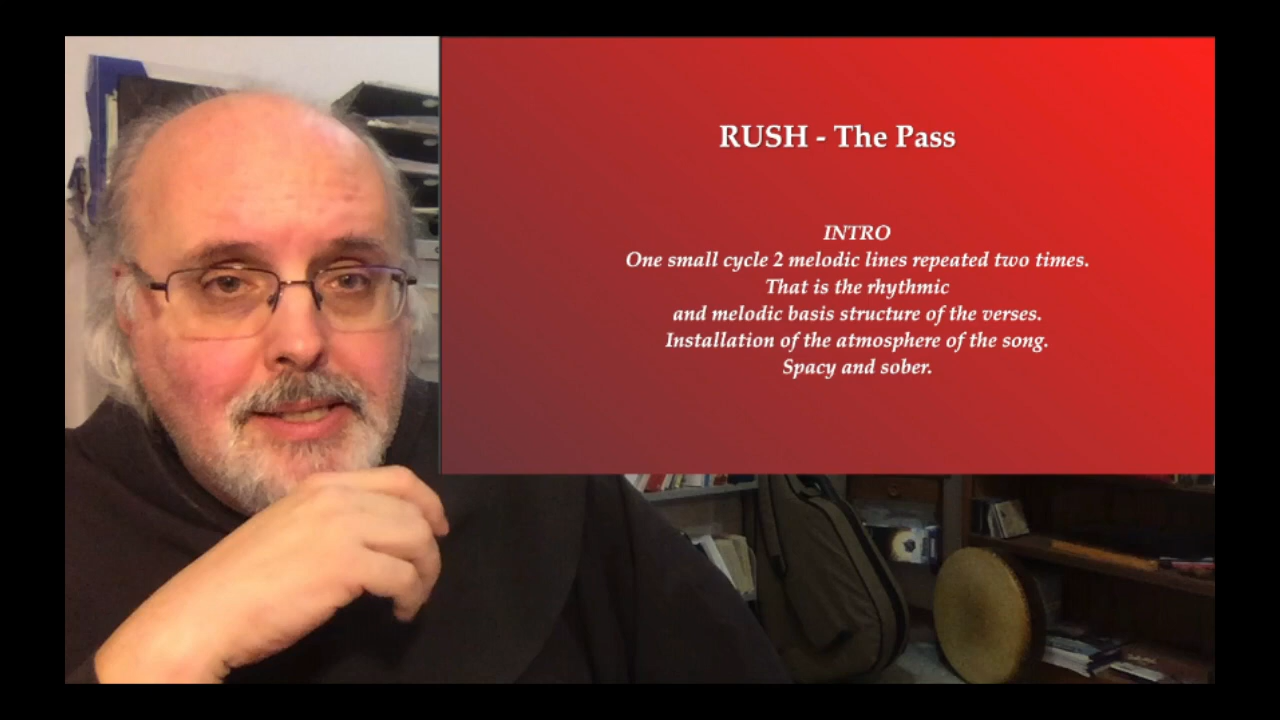 RUSH - The Pass
INTRO
One small cycle 2 melodic lines repeated two times.
That is the rhythmic
and melodic basis structure of the verses.
Installation of the atmosphere of the song.
Spacy and sober.